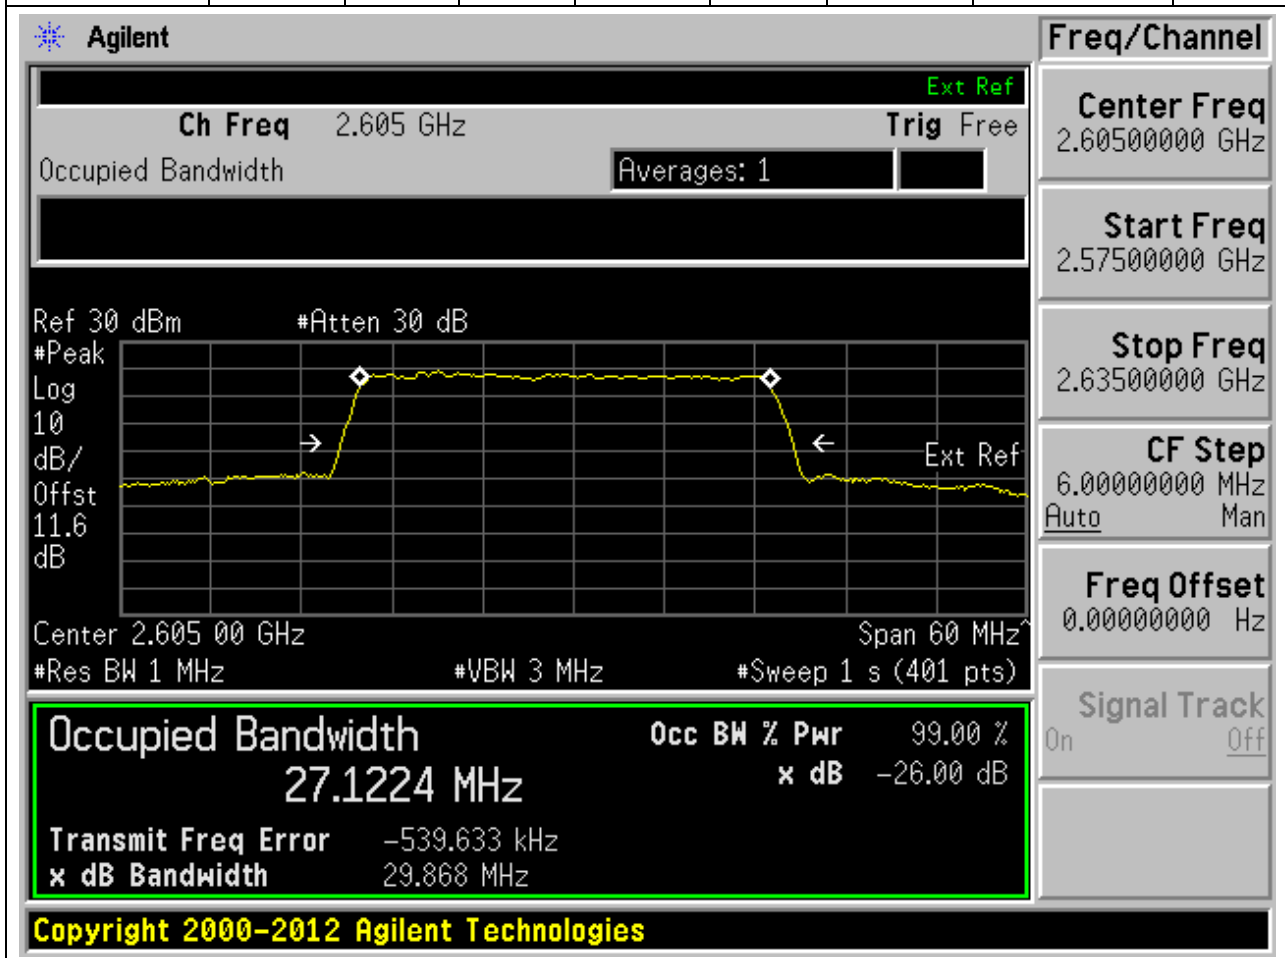 Agilent
Freq/Channel
Ext Ref
Ch Freq 2.605 GHz Trig Free
Occupied Bandwidth Averages: 1
Center Freq
2.60500000 GHz
Start Freq
2.57500000 GHz
Stop Freq
2.63500000 GHz
CF Step
6.00000000 MHz
Auto Man
Freq Offset
0.00000000 Hz
Signal Track
On Off
Ref 30 dBm #Atten 30 dB
#Peak
Log
10
dB/
Offst
11.6
dB
Ext Ref
Center 2.605 00 GHz Span 60 MHz^
#Res BW 1 MHz #VBW 3 MHz #Sweep 1 s (401 pts)
Occupied Bandwidth Occ BW % Pwr 99.00 %
27.1224 MHz x dB -26.00 dB
Transmit Freq Error -539.633 kHz
x dB Bandwidth 29.868 MHz
Copyright 2000-2012 Agilent Technologies